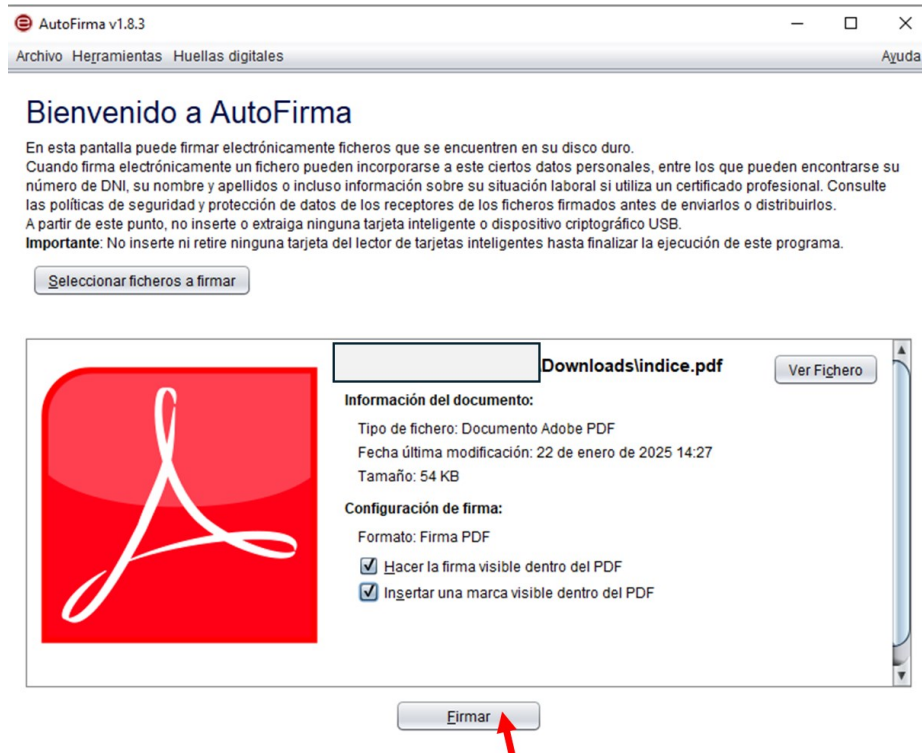 AutoFirma v1.8.3
Archivo Herramientas Huellas digitales Ayuda
Bienvenido a AutoFirma
En esta pantalla puede firmar electrónicamente ficheros que se encuentren en su disco duro.
Cuando firma electrónicamente un fichero pueden incorporarse a este ciertos datos personales, entre los que pueden encontrarse su
número de DNI, su nombre y apellidos o incluso información sobre su situación laboral si utiliza un certificado profesional. Consulte
las políticas de seguridad y protección de datos de los receptores de los ficheros firmados antes de enviarlos o distribuirlos.
A partir de este punto, no inserte o extraiga ninguna tarjeta inteligente o dispositivo criptográfico USB.
Importante: No inserte ni retire ninguna tarjeta del lector de tarjetas inteligentes hasta finalizar la ejecución de este programa.
Seleccionar ficheros a firmar
\Downloads\indice.pdf
Ver Fichero
Información del documento:
Tipo de fichero: Documento Adobe PDF
Fecha última modificación: 22 de enero de 2025 14:27
Tamaño: 54 KB
Configuración de firma:
Formato: Firma PDF
Hacer la firma visible dentro del PDF
Insertar una marca visible dentro del PDF
Firmar